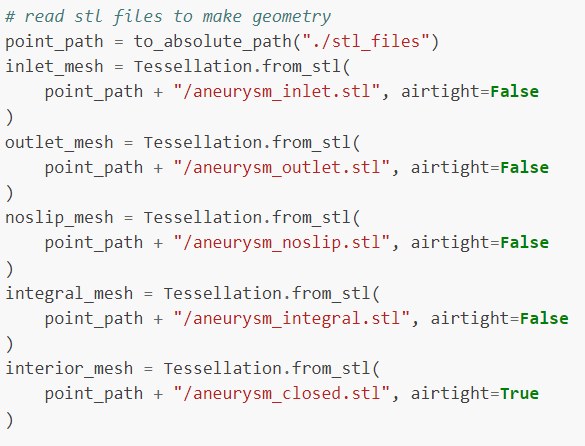 # read stl files to make geometry
point_path = to_absolute_path("./stl_files")
inlet_mesh = Tessellation.from_stl(
    point_path + "/aneurysm_inlet.stl", airtight=False
)
outlet_mesh = Tessellation.from_stl(
    point_path + "/aneurysm_outlet.stl", airtight=False
)
noslip_mesh = Tessellation.from_stl(
    point_path + "/aneurysm_noslip.stl", airtight=False
)
integral_mesh = Tessellation.from_stl(
    point_path + "/aneurysm_integral.stl", airtight=False
)
interior_mesh = Tessellation.from_stl(
    point_path + "/aneurysm_closed.stl", airtight=True
)